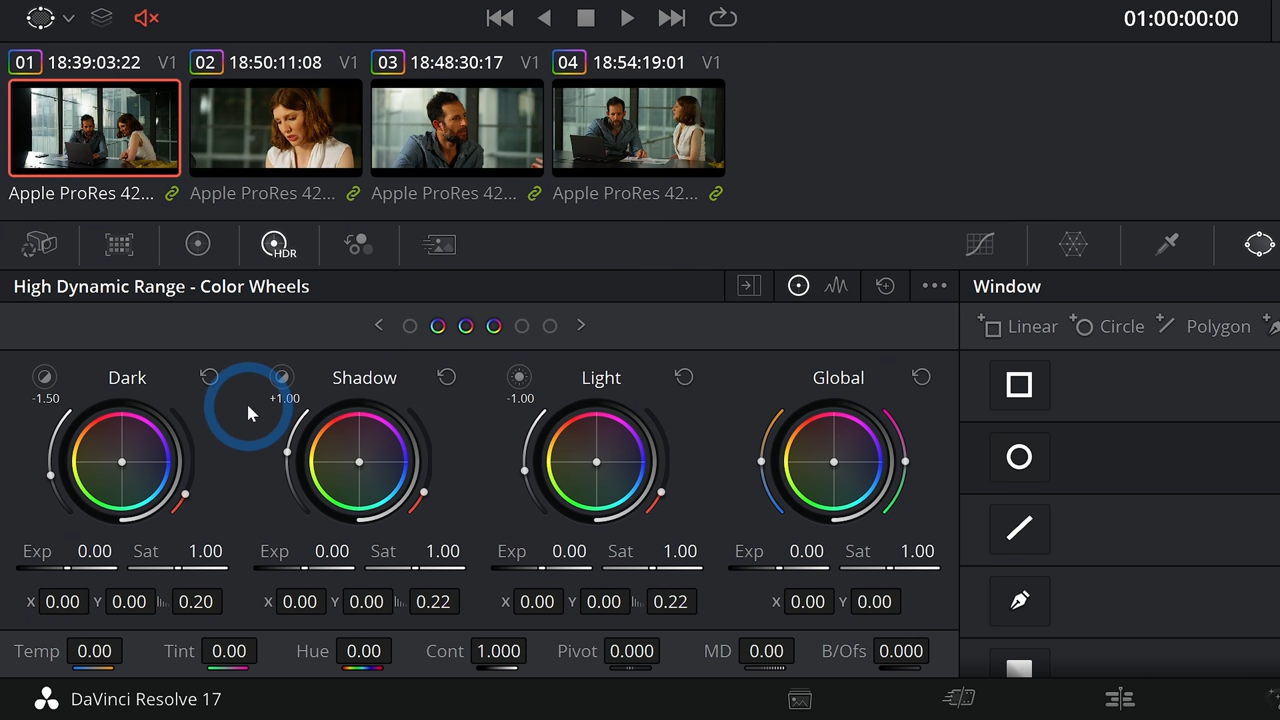 01:00:00:00
01 18:39:03:22 V1 02 18:50:11:08 V1 03 18:48:30:17 V1 04 18:54:19:01 V1
Apple ProRes 42... Apple ProRes 42... Apple ProRes 42... Apple ProRes 42...
HDR
High Dynamic Range - Color Wheels
Window
Linear Circle Polygon
Dark Shadow Light Global
-1.50 +1.00 -1.00
Exp 0.00 Sat 1.00 Exp 0.00 Sat 1.00 Exp 0.00 Sat 1.00 Exp 0.00 Sat 1.00
X 0.00 Y 0.00 0.20 X 0.00 Y 0.00 0.22 X 0.00 Y 0.00 0.22 X 0.00 Y 0.00
Temp 0.00 Tint 0.00 Hue 0.00 Cont 1.000 Pivot 0.000 MD 0.00 B/Ofs 0.000
DaVinci Resolve 17